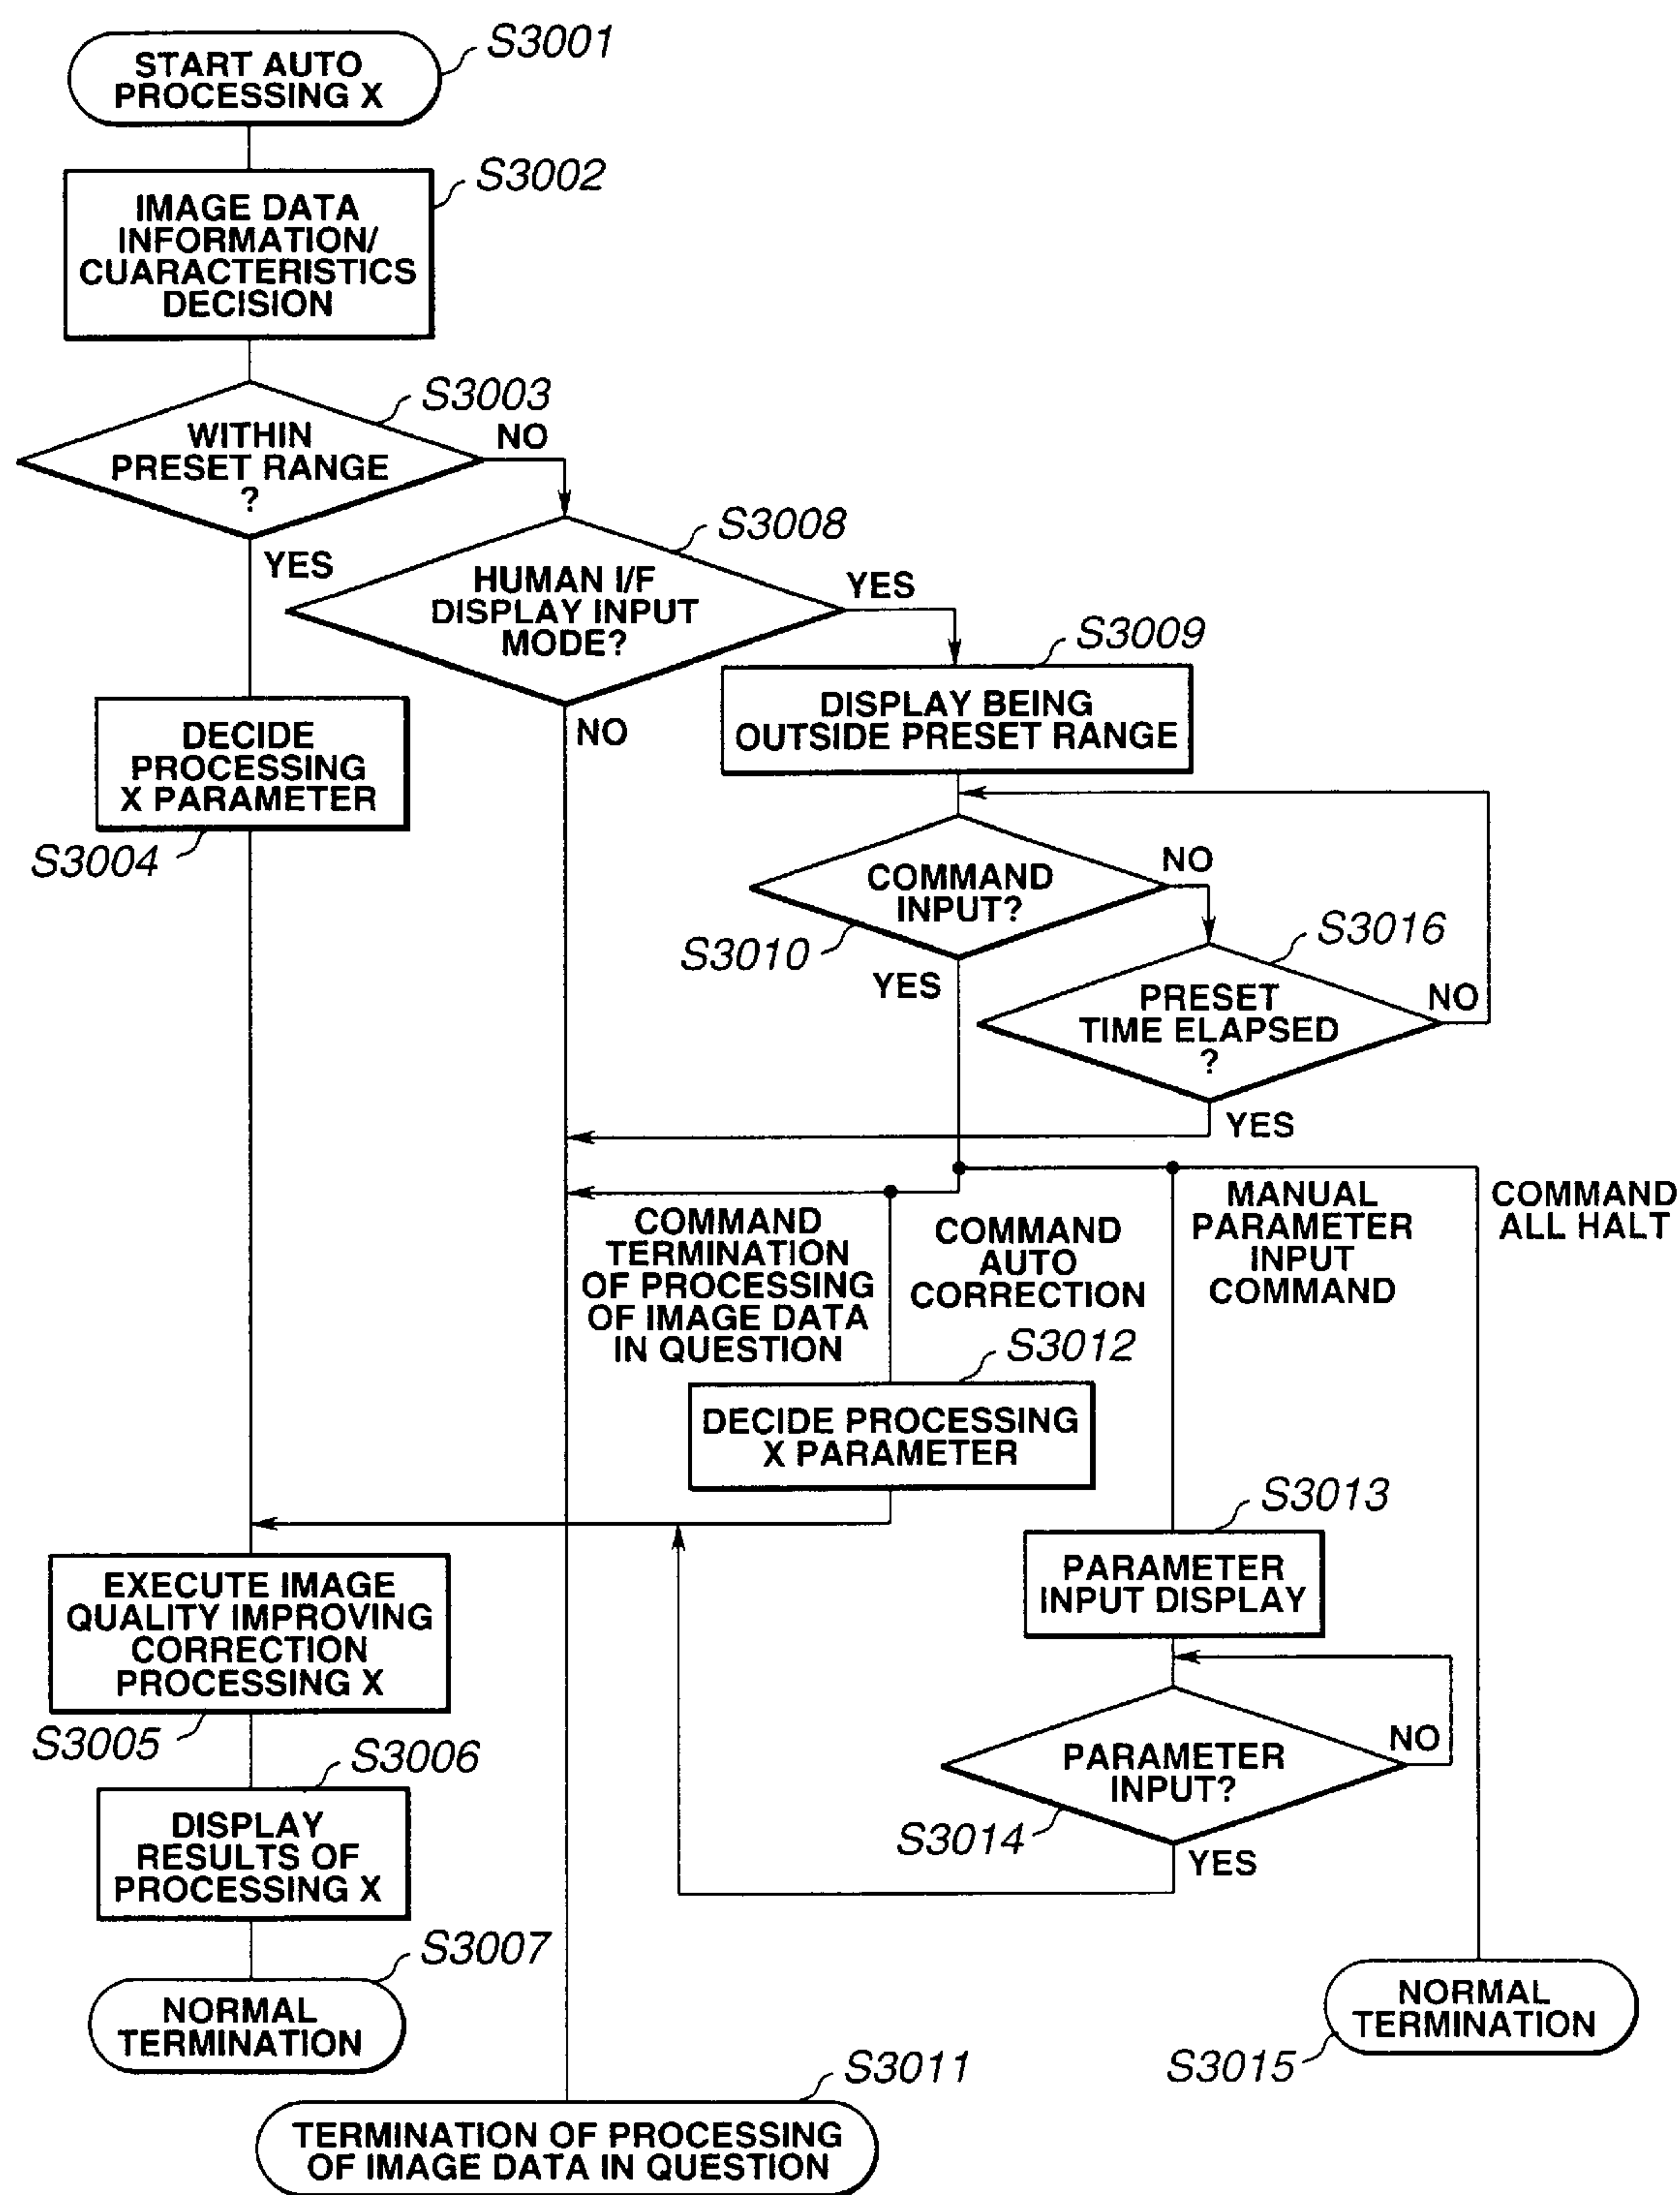 S3001
START AUTO
PROCESSING X
S3002
IMAGE DATA
INFORMATION/
CUARACTERISTICS
DECISION
S3003
WITHIN
PRESET RANGE
?
NO
YES
S3008
HUMAN I/F
DISPLAY INPUT
MODE?
YES
NO
S3009
DISPLAY BEING
OUTSIDE PRESET RANGE
DECIDE
PROCESSING
X PARAMETER
S3004
COMMAND
INPUT?
NO
S3010
YES
S3016
PRESET
TIME ELAPSED
?
NO
YES
COMMAND
TERMINATION
OF PROCESSING
OF IMAGE DATA
IN QUESTION
COMMAND
AUTO
CORRECTION
MANUAL
PARAMETER
INPUT
COMMAND
COMMAND
ALL HALT
S3012
DECIDE PROCESSING
X PARAMETER
S3013
PARAMETER
INPUT DISPLAY
EXECUTE IMAGE
QUALITY IMPROVING
CORRECTION
PROCESSING X
S3005
PARAMETER
INPUT?
NO
S3014
YES
S3006
DISPLAY
RESULTS OF
PROCESSING X
S3007
NORMAL
TERMINATION
NORMAL
TERMINATION
S3015
S3011
TERMINATION OF PROCESSING
OF IMAGE DATA IN QUESTION